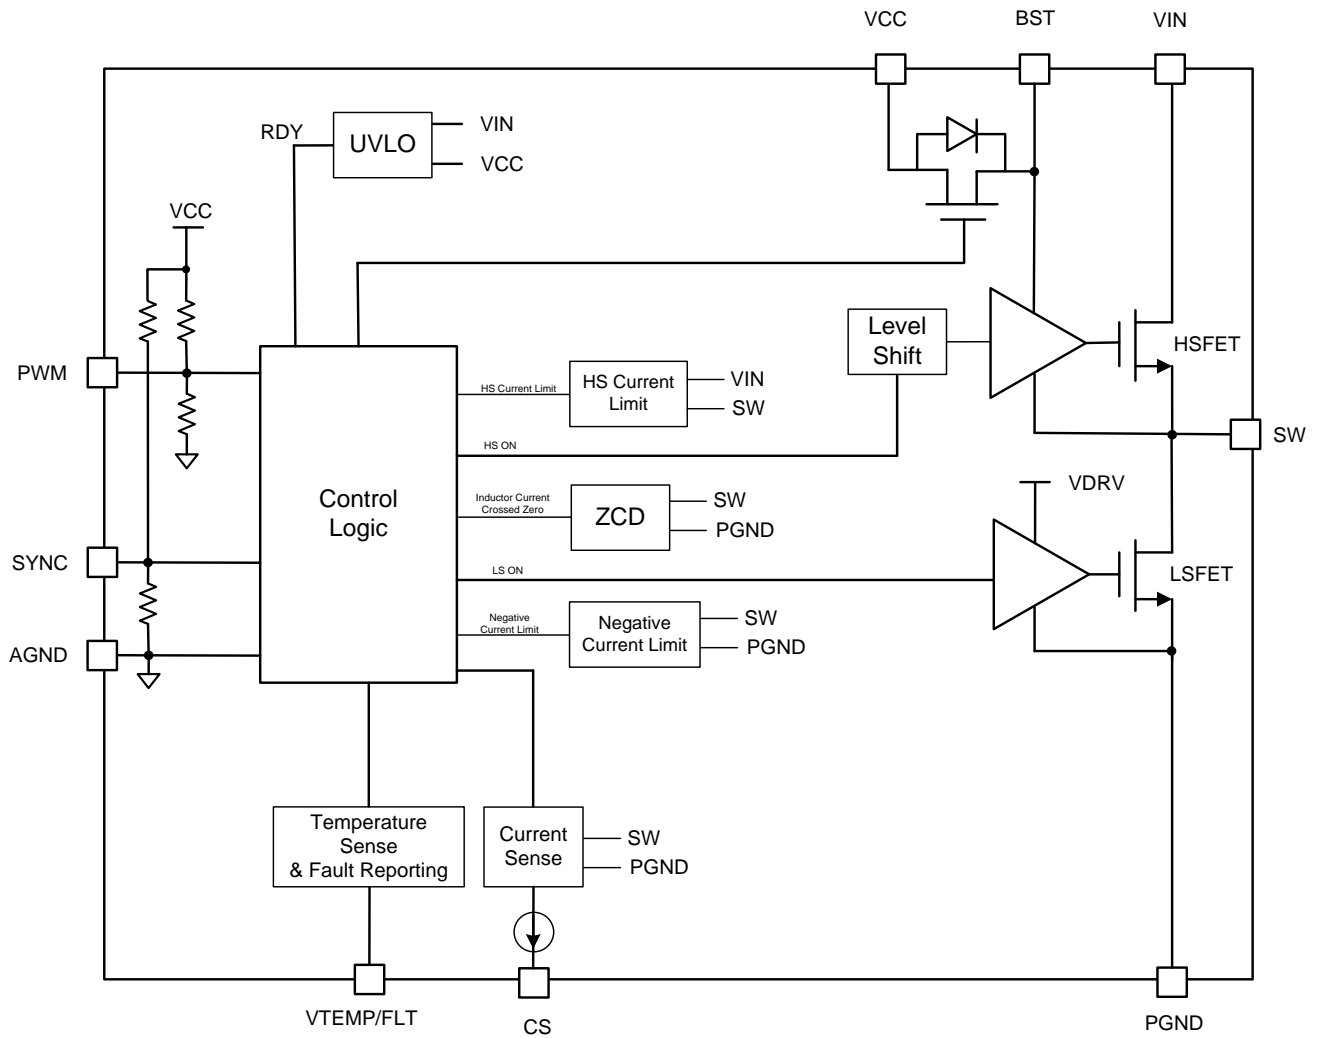 VCC
BST
VIN
RDY
UVLO
VIN
VCC
VCC
Level
Shift
HSFET
PWM
HS Current Limit
HS Current
Limit
VIN
SW
SW
HS ON
Control
Logic
Inductor Current
Crossed Zero
ZCD
SW
PGND
VDRV
SYNC
LS ON
LSFET
Negative
Current Limit
Negative
Current Limit
SW
PGND
AGND
Temperature
Sense
& Fault Reporting
Current
Sense
SW
PGND
VTEMP/FLT
CS
PGND